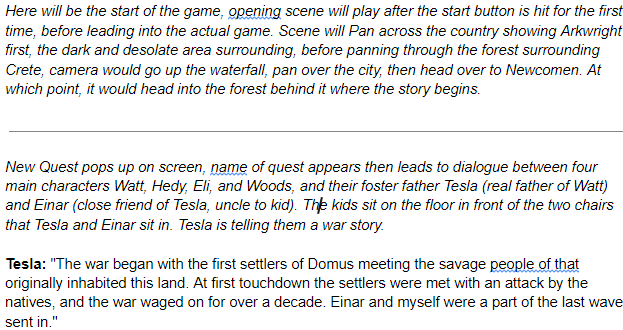 Here will be the start of the game, opening scene will play after the start button is hit for the first
time, before leading into the actual game. Scene will Pan across the country showing Arkwright
first, the dark and desolate area surrounding, before panning through the forest surrounding
Crete, camera would go up the waterfall, pan over the city, then head over to Newcomen. At
which point, it would head into the forest behind it where the story begins.
New Quest pops up on screen, name of quest appears then leads to dialogue between four
main characters Watt, Hedy, Eli, and Woods, and their foster father Tesla (real father of Watt)
and Einar (close friend of Tesla, uncle to kid). The kids sit on the floor in front of the two chairs
that Tesla and Einar sit in. Tesla is telling them a war story.
Tesla: "The war began with the first settlers of Domus meeting the savage people of that
originally inhabited this land. At first touchdown the settlers were met with an attack by the
natives, and the war waged on for over a decade. Einar and myself were a part of the last wave
sent in."